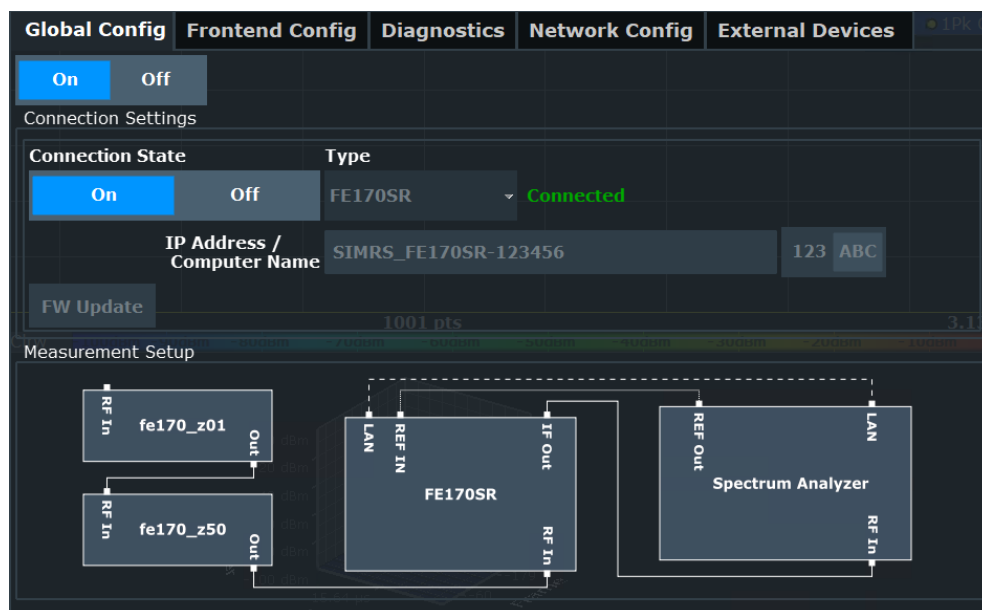 Global Config Frontend Config Diagnostics Network Config External Devices 1Pk
On Off
Connection Settings
Connection State Type
On Off FE170SR Connected
IP Address / Computer Name SIMRS_FE170SR-123456 123 ABC
FW Update
1001 pts
Measurement Setup
RF In fe170_z01 Out
RF In fe170_z50 Out
LAN REF IN IF Out
FE170SR
RF In
REF Out LAN
Spectrum Analyzer
RF In